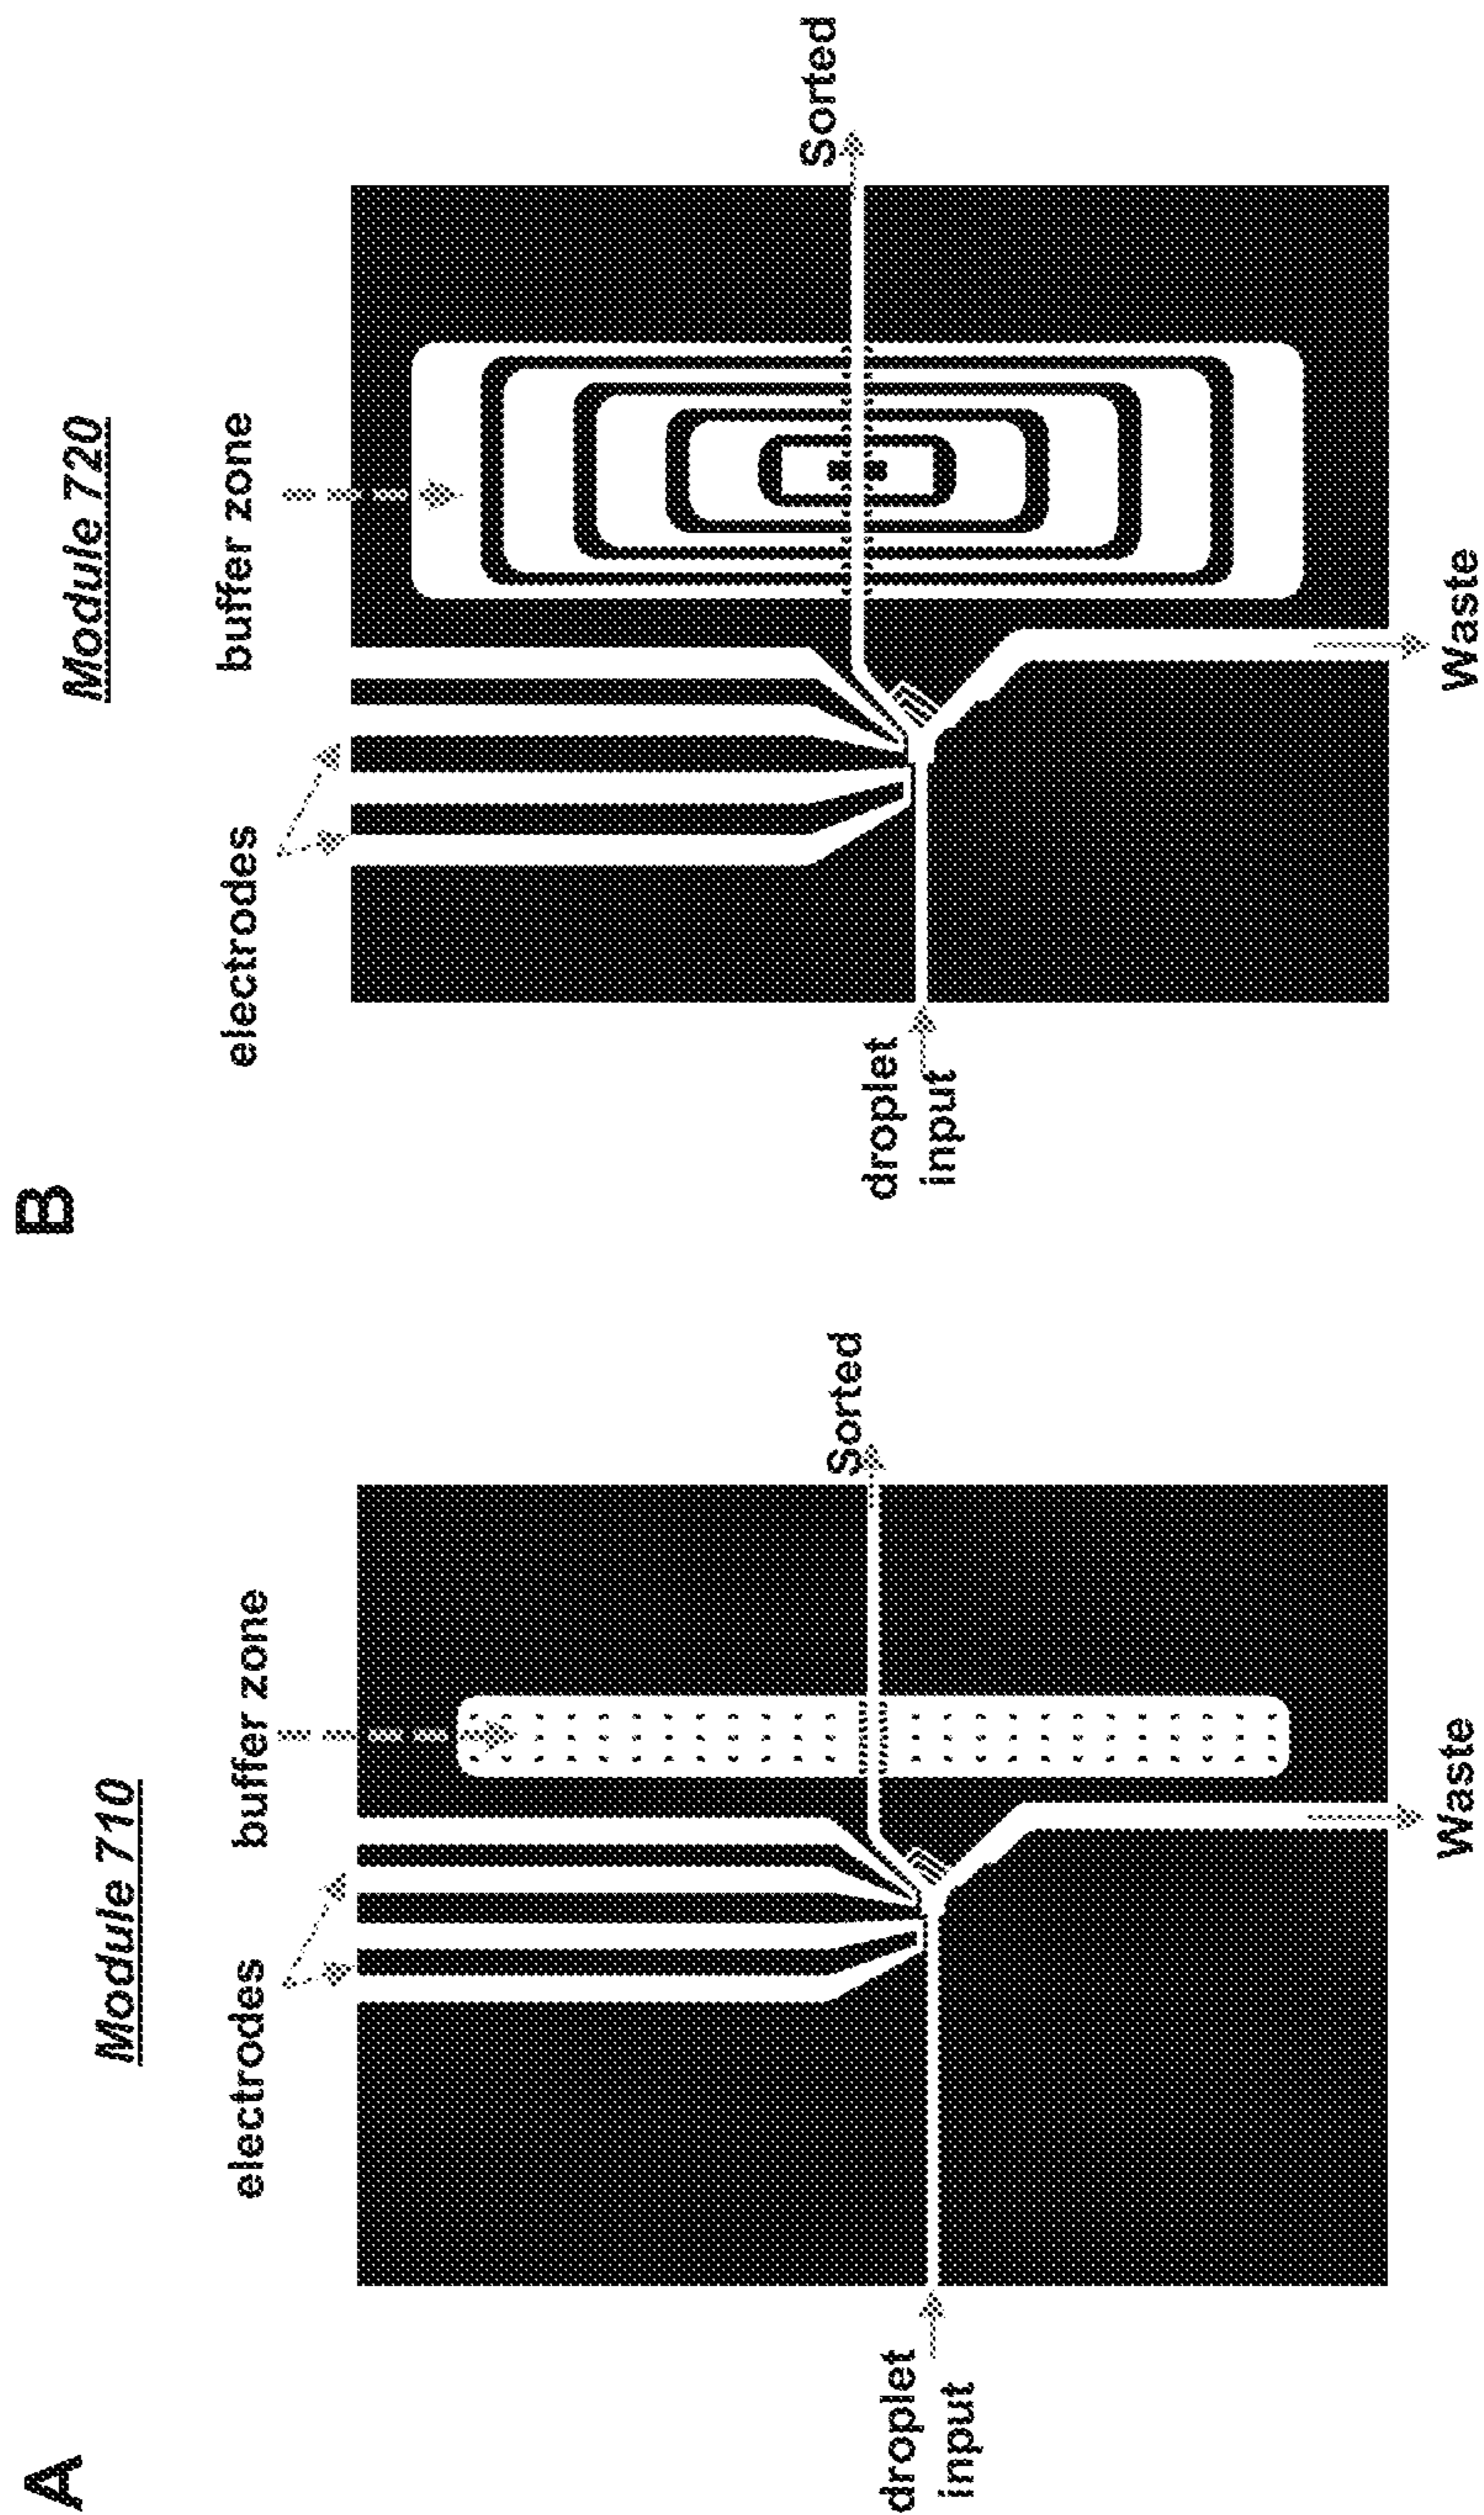 A
Module 710
electrodes
buffer zone
droplet
input
Sorted
Waste
B
Module 720
electrodes
buffer zone
droplet
input
Sorted
Waste